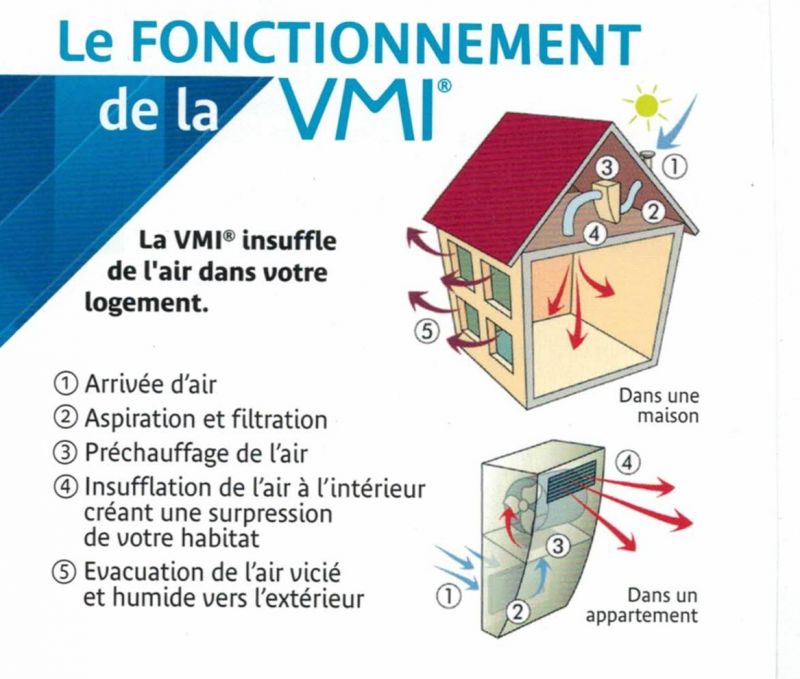 Le FONCTIONNEMENT
de la VMI®
La VMI® insuffle
de l'air dans votre
logement.
① Arrivée d'air
② Aspiration et filtration
③ Préchauffage de l'air
④ Insufflation de l'air à l'intérieur
créant une surpression
de votre habitat
⑤ Evacuation de l'air vicié
et humide vers l'extérieur
①
③
②
④
⑤
Dans une
maison
④
③
①
②
Dans un
appartement